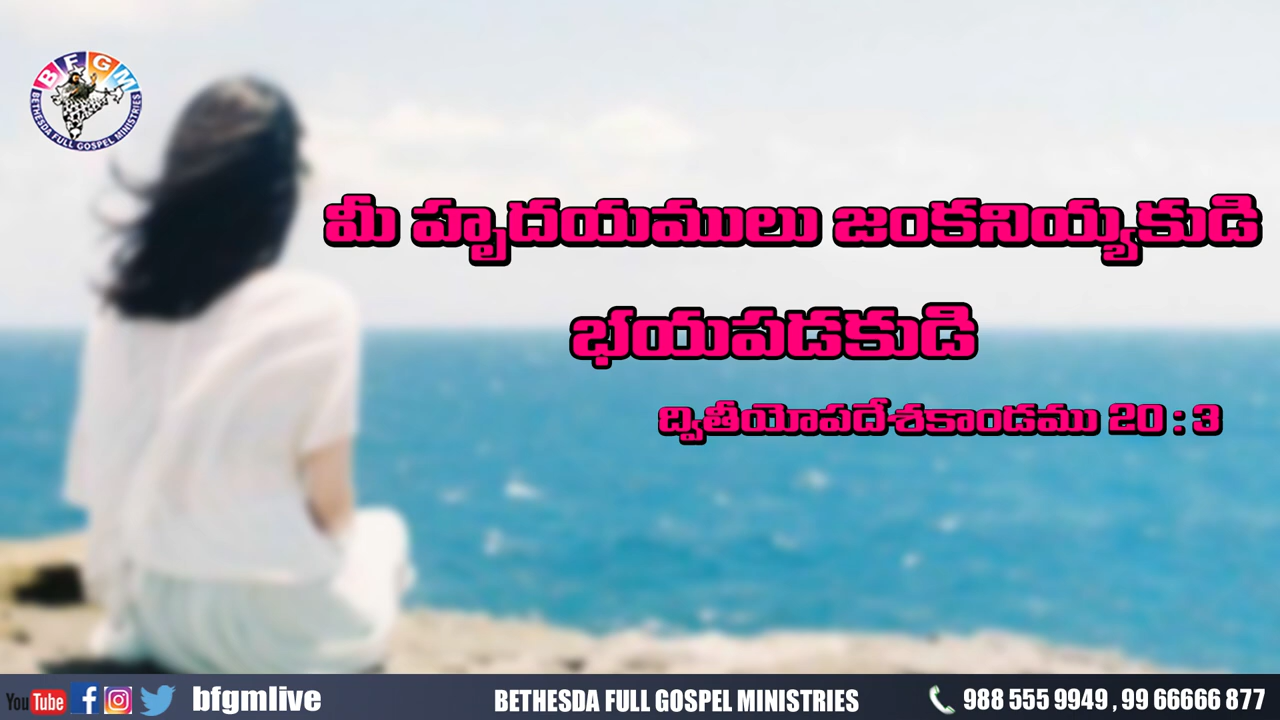 BFGM
BETHESDA FULL GOSPEL MINISTRIES
మీ హృదయములు జంకనియ్యకుడి
భయపడకుడి
ద్వితీయోపదేశకాండము 20 : 3
YouTube bfgmlive BETHESDA FULL GOSPEL MINISTRIES 988 555 9949 , 99 66666 877